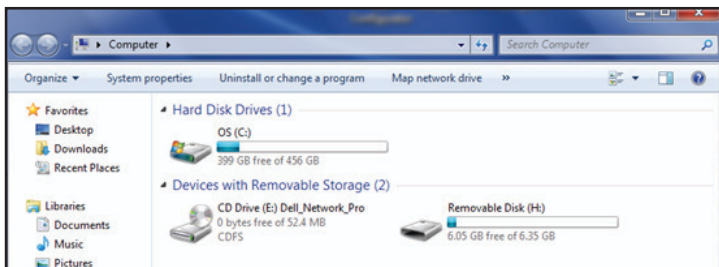 Computer
Search Computer
Organize System properties Uninstall or change a program Map network drive »
Favorites
Desktop
Downloads
Recent Places
Libraries
Documents
Music
Pictures
Hard Disk Drives (1)
OS (C:)
399 GB free of 456 GB
Devices with Removable Storage (2)
CD Drive (E:) Dell_Network_Pro
0 bytes free of 52.4 MB
CDFS
Removable Disk (H:)
6.05 GB free of 6.35 GB